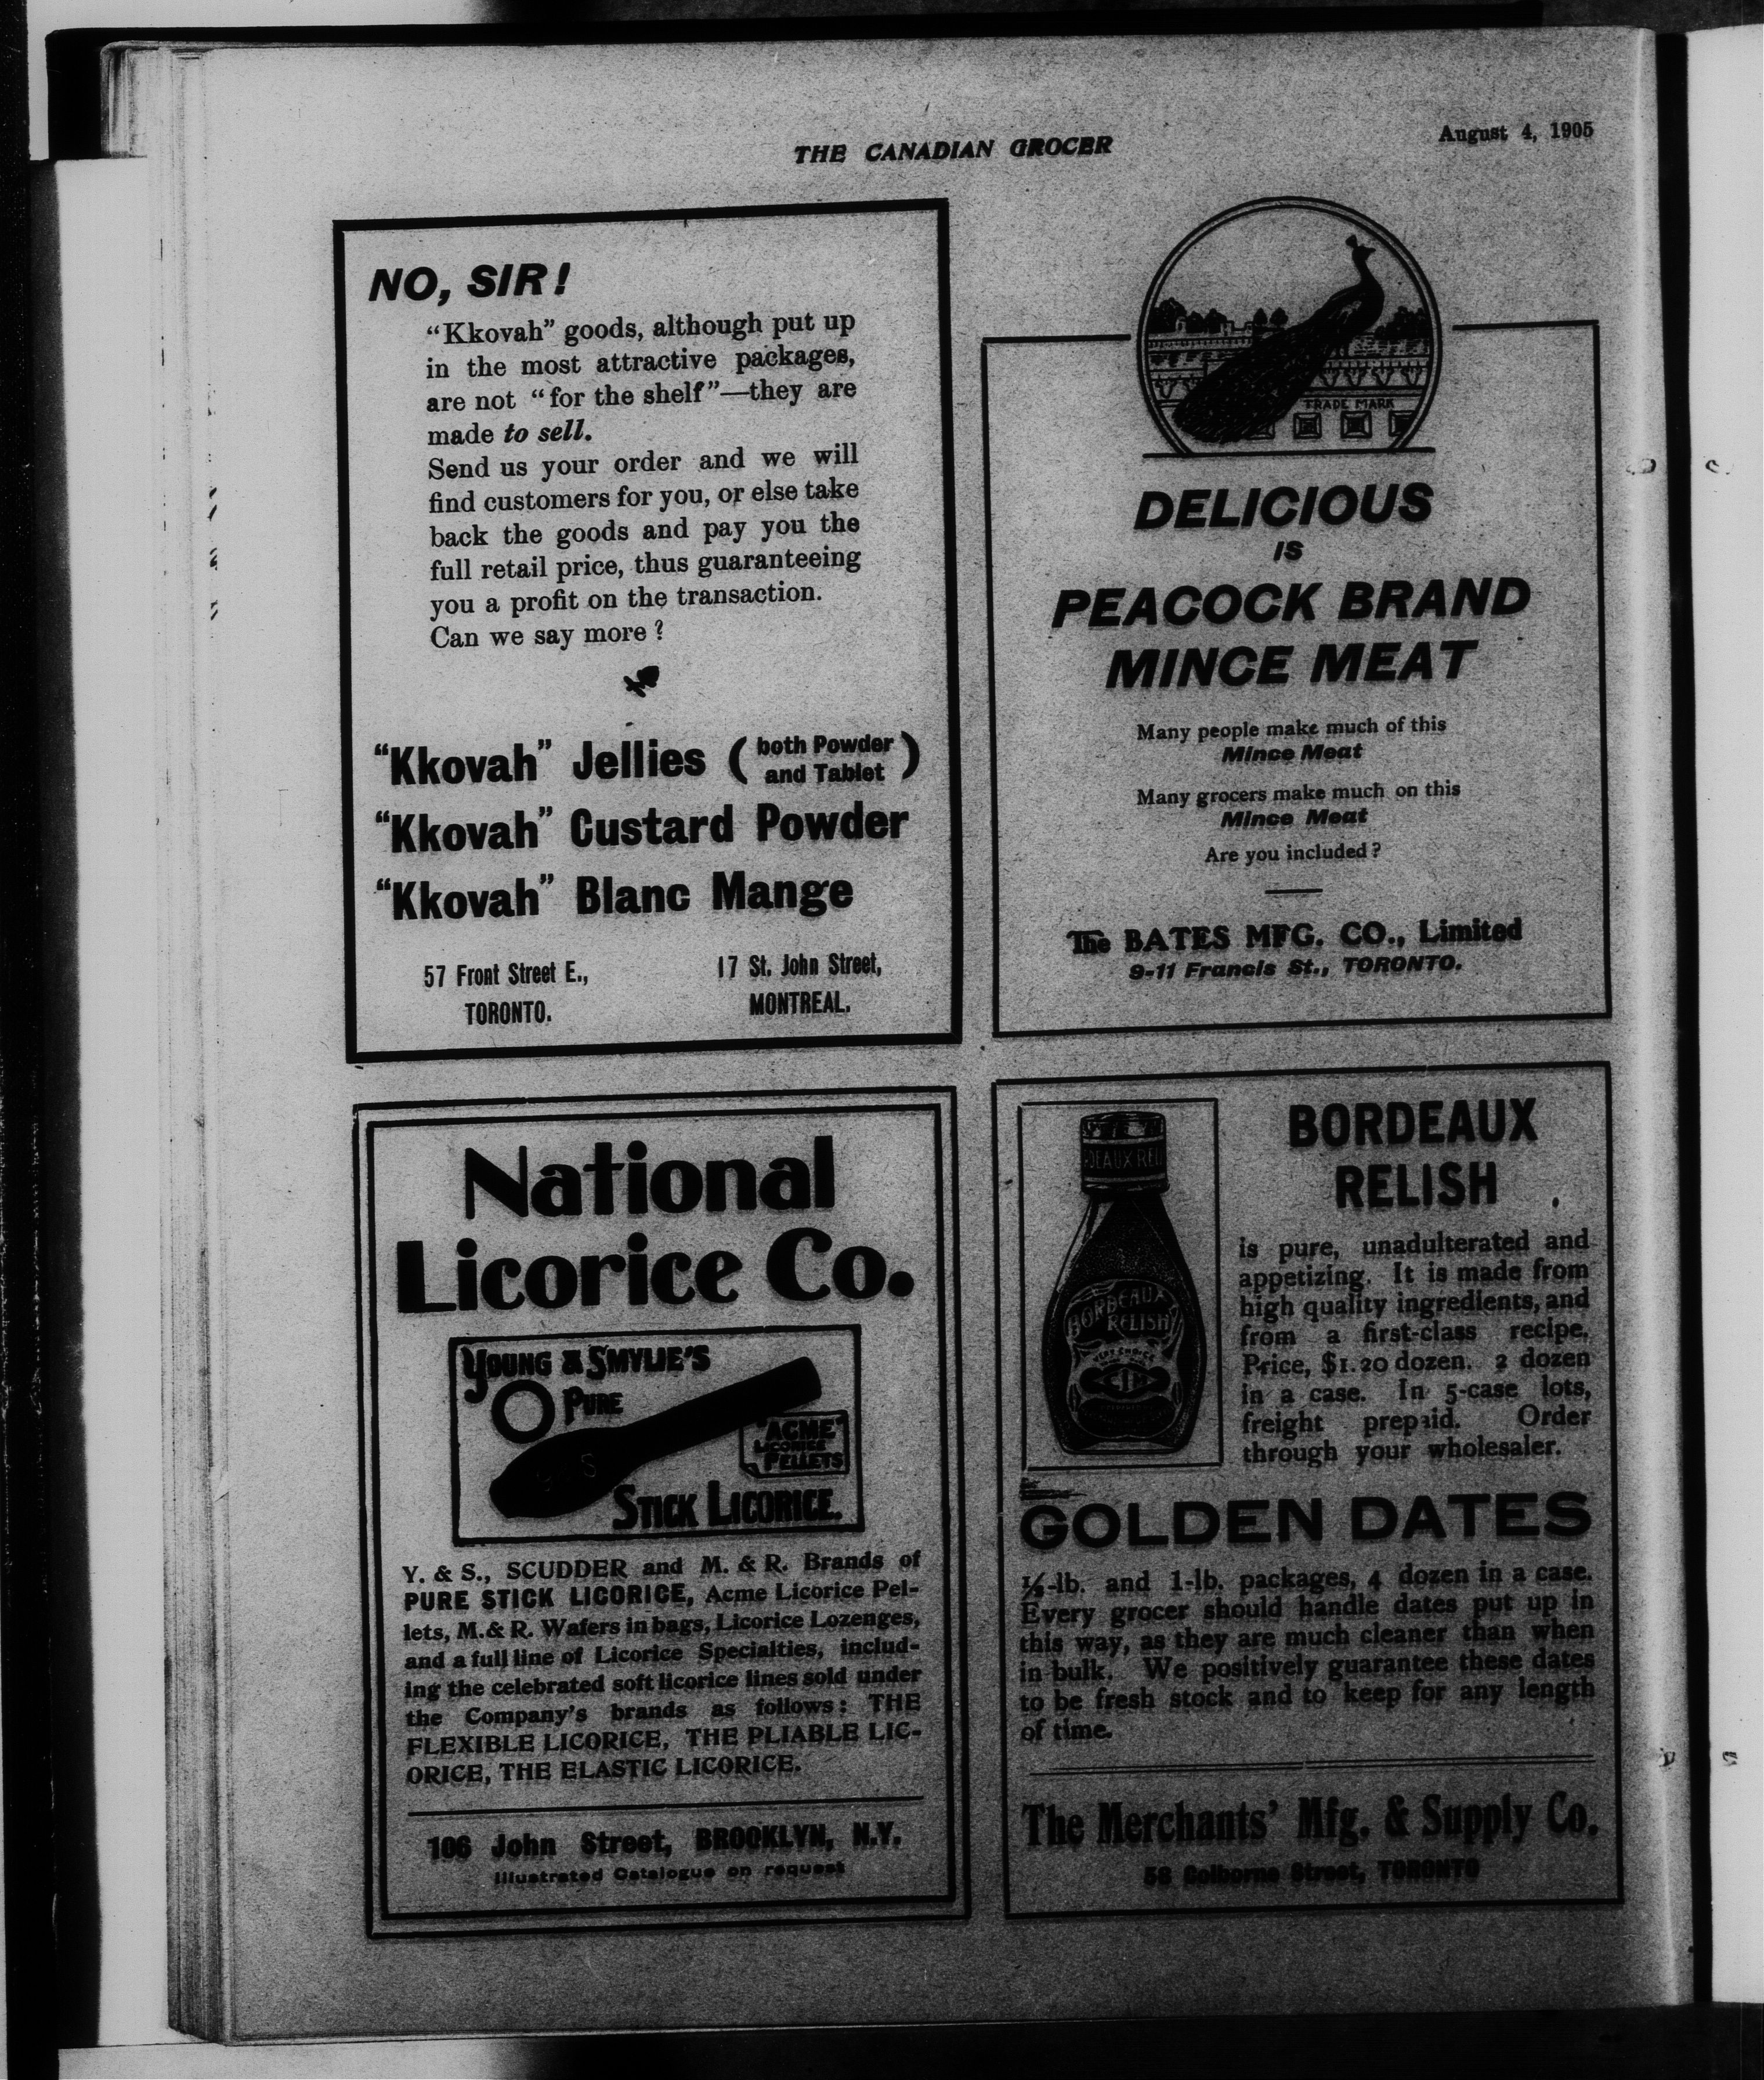 THE CANADIAN GROCER
August 4, 1905
NO, SIR!
"Kkovah" goods, although put up
in the most attractive packages,
are not "for the shelf"—they are
made to sell.
Send us your order and we will
find customers for you, or else take
back the goods and pay you the
full retail price, thus guaranteeing
you a profit on the transaction.
Can we say more?
"Kkovah" Jellies (both Powder and Tablet)
"Kkovah" Custard Powder
"Kkovah" Blanc Mange
57 Front Street E.,
TORONTO.
17 St. John Street,
MONTREAL.
TRADE MARK
DELICIOUS
IS
PEACOCK BRAND
MINCE MEAT
Many people make much of this
Mince Meat
Many grocers make much on this
Mince Meat
Are you included?
The BATES MFG. CO., Limited
9-11 Francis St., TORONTO.
National
Licorice Co.
YOUNG & SMYLIE'S
PURE
"ACME"
LICORICE
PELLETS
STICK LICORICE.
Y. & S., SCUDDER and M. & R. Brands of
PURE STICK LICORICE, Acme Licorice Pel-
lets, M. & R. Wafers in bags, Licorice Lozenges,
and a full line of Licorice Specialties, includ-
ing the celebrated soft licorice lines sold under
the Company's brands as follows: THE
FLEXIBLE LICORICE, THE PLIABLE LIC-
ORICE, THE ELASTIC LICORICE.
106 John Street, BROOKLYN, N.Y.
Illustrated Catalogue on request
DEAUX REL
BORDEAUX
RELISH
BORDEAUX
RELISH
is pure, unadulterated and
appetizing. It is made from
high quality ingredients, and
from a first-class recipe.
Price, $1.20 dozen. 2 dozen
in a case. In 5-case lots,
freight prepaid. Order
through your wholesaler.
GOLDEN DATES
½-lb. and 1-lb. packages, 4 dozen in a case.
Every grocer should handle dates put up in
this way, as they are much cleaner than when
in bulk. We positively guarantee these dates
to be fresh stock and to keep for any length
of time.
The Merchants' Mfg. & Supply Co.
58 Colborne Street, TORONTO